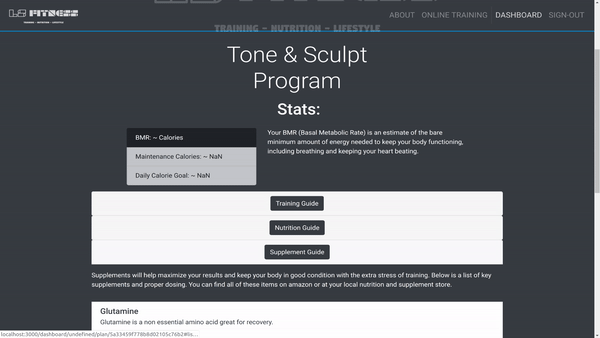 LS FITNESS
TRAINING – NUTRITION – LIFESTYLE
ABOUT ONLINE TRAINING DASHBOARD SIGN-OUT
TRAINING – NUTRITION – LIFESTYLE
Tone & Sculpt
Program
Stats:
BMR: ~ Calories
Maintenance Calories: ~ NaN
Daily Calorie Goal: ~ NaN
Your BMR (Basal Metabolic Rate) is an estimate of the bare
minimum amount of energy needed to keep your body functioning,
including breathing and keeping your heart beating.
Training Guide
Nutrition Guide
Supplement Guide
Supplements will help maximize your results and keep your body in good condition with the extra stress of training. Below is a list of key
supplements and proper dosing. You can find all of these items on amazon or at your local nutrition and supplement store.
Glutamine
Glutamine is a non essential amino acid great for recovery.
localhost:3000/dashboard/undefined/plan/5a33459f778b8d02105c76b2#lis...